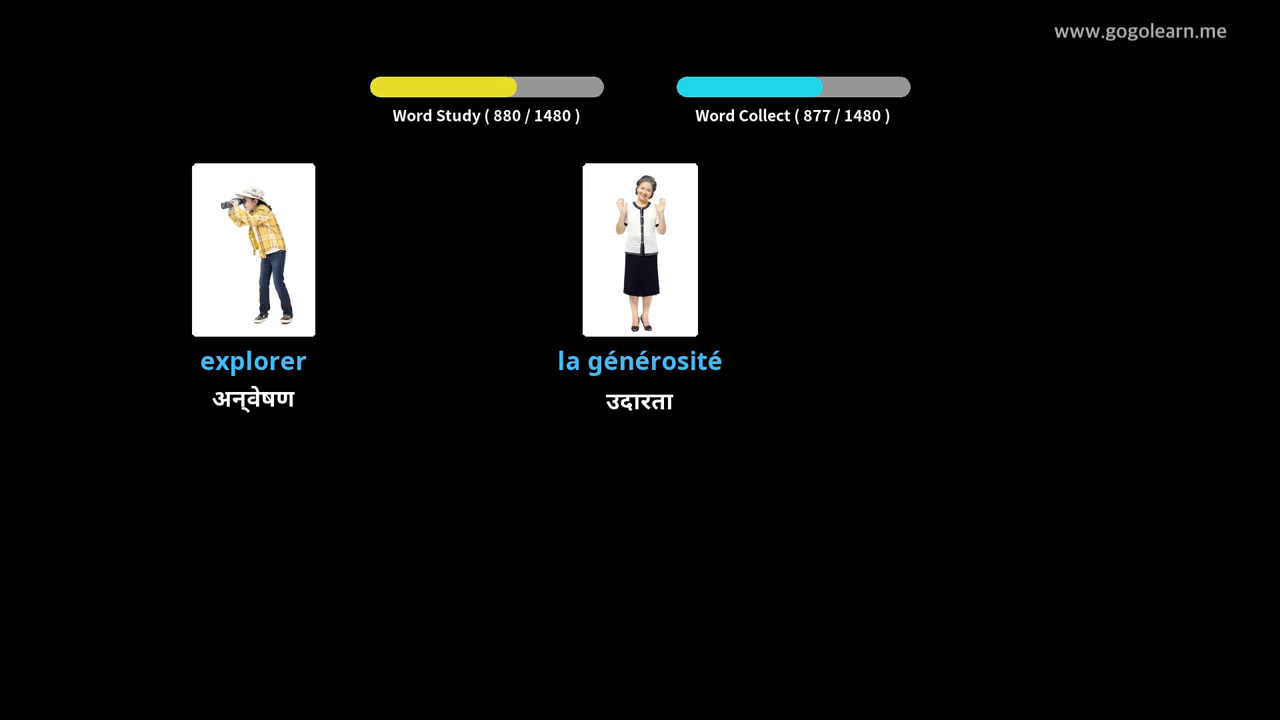 www.gogolearn.me
Word Study ( 880 / 1480 )
Word Collect ( 877 / 1480 )
explorer
la générosité
अन्‌वेषण
उदारता